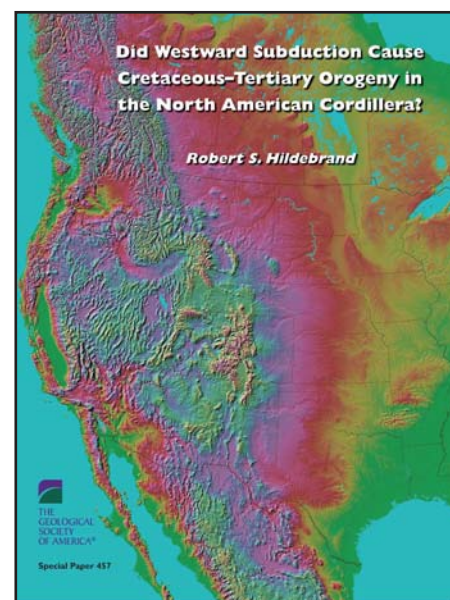 Did Westward Subduction Cause
Cretaceous–Tertiary Orogeny in
the North American Cordillera?
Robert S. Hildebrand
THE
GEOLOGICAL
SOCIETY
OF AMERICA®
Special Paper 457